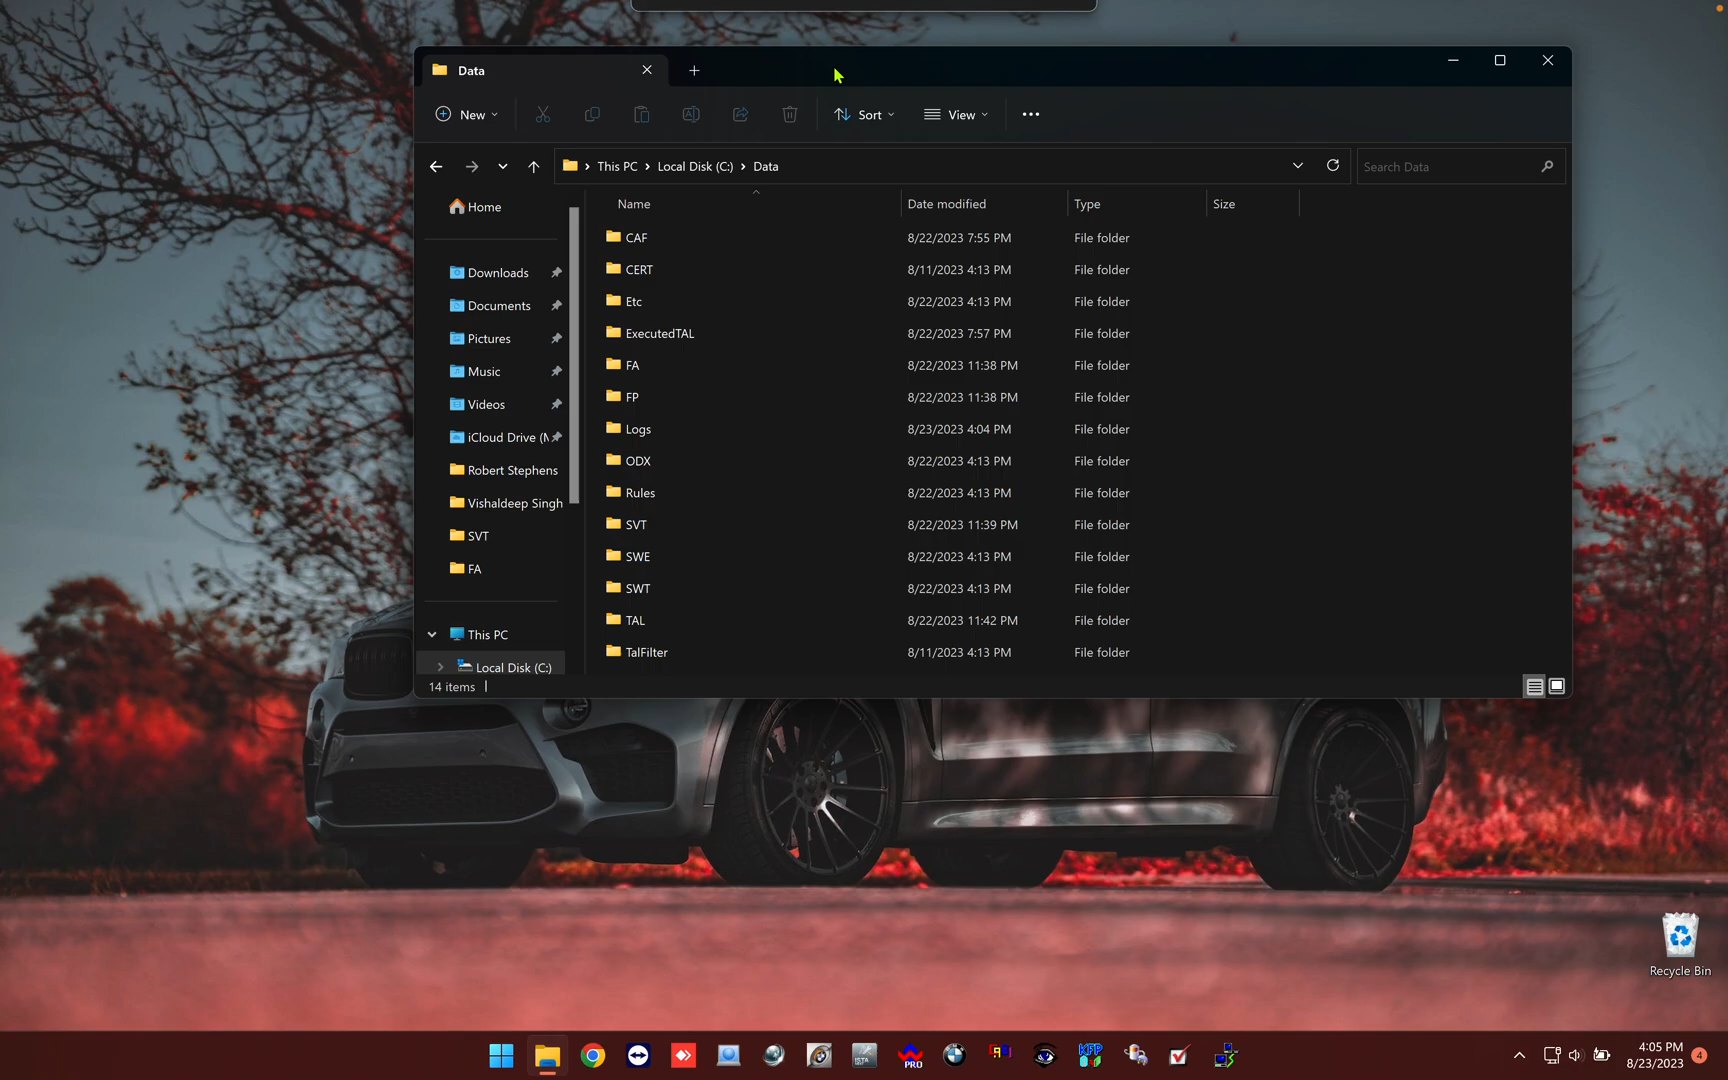 Data
New
Sort
View
This PC
Local Disk (C:)
Data
Search Data
Home
Downloads
Documents
Pictures
Music
Videos
iCloud Drive (
Robert Stephens
Vishaldeep Singh
SVT
FA
This PC
Local Disk (C:)
Name Date modified Type Size
CAF 8/22/2023 7:55 PM File folder
CERT 8/11/2023 4:13 PM File folder
Etc 8/22/2023 4:13 PM File folder
ExecutedTAL 8/22/2023 7:57 PM File folder
FA 8/22/2023 11:38 PM File folder
FP 8/22/2023 11:38 PM File folder
Logs 8/23/2023 4:04 PM File folder
ODX 8/22/2023 4:13 PM File folder
Rules 8/22/2023 4:13 PM File folder
SVT 8/22/2023 11:39 PM File folder
SWE 8/22/2023 4:13 PM File folder
SWT 8/22/2023 4:13 PM File folder
TAL 8/22/2023 11:42 PM File folder
TalFilter 8/11/2023 4:13 PM File folder
14 items
Recycle Bin
ISTA
PRO
KFP
4:05 PM
8/23/2023
4